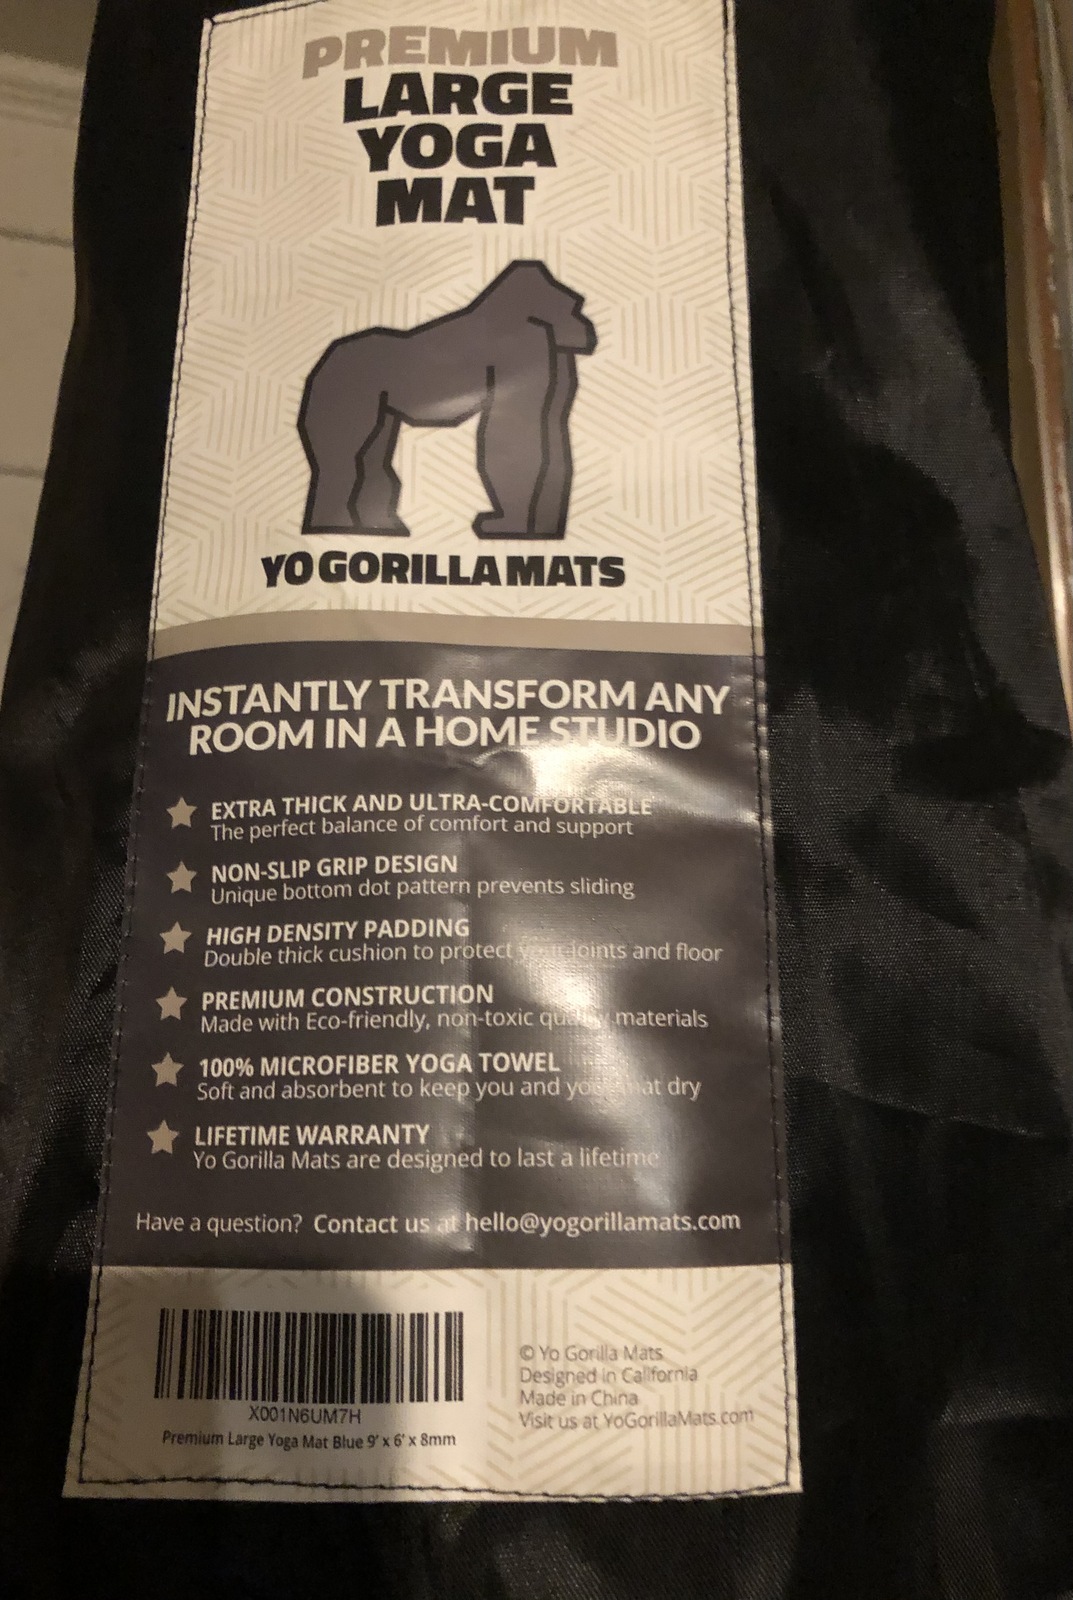 PREMIUM
LARGE
YOGA
MAT
YO GORILLA MATS
INSTANTLY TRANSFORM ANY
ROOM IN A HOME STUDIO
EXTRA THICK AND ULTRA-COMFORTABLE
The perfect balance of comfort and support
NON-SLIP GRIP DESIGN
Unique bottom dot pattern prevents sliding
HIGH DENSITY PADDING
Double thick cushion to protect your joints and floor
PREMIUM CONSTRUCTION
Made with Eco-friendly, non-toxic quality materials
100% MICROFIBER YOGA TOWEL
Soft and absorbent to keep you and your mat dry
LIFETIME WARRANTY
Yo Gorilla Mats are designed to last a lifetime
Have a question? Contact us at hello@yogorillamats.com
X001N6UM7H
Premium Large Yoga Mat Blue 9' x 6' x 8mm
© Yo Gorilla Mats
Designed in California
Made in China
Visit us at YoGorillaMats.com